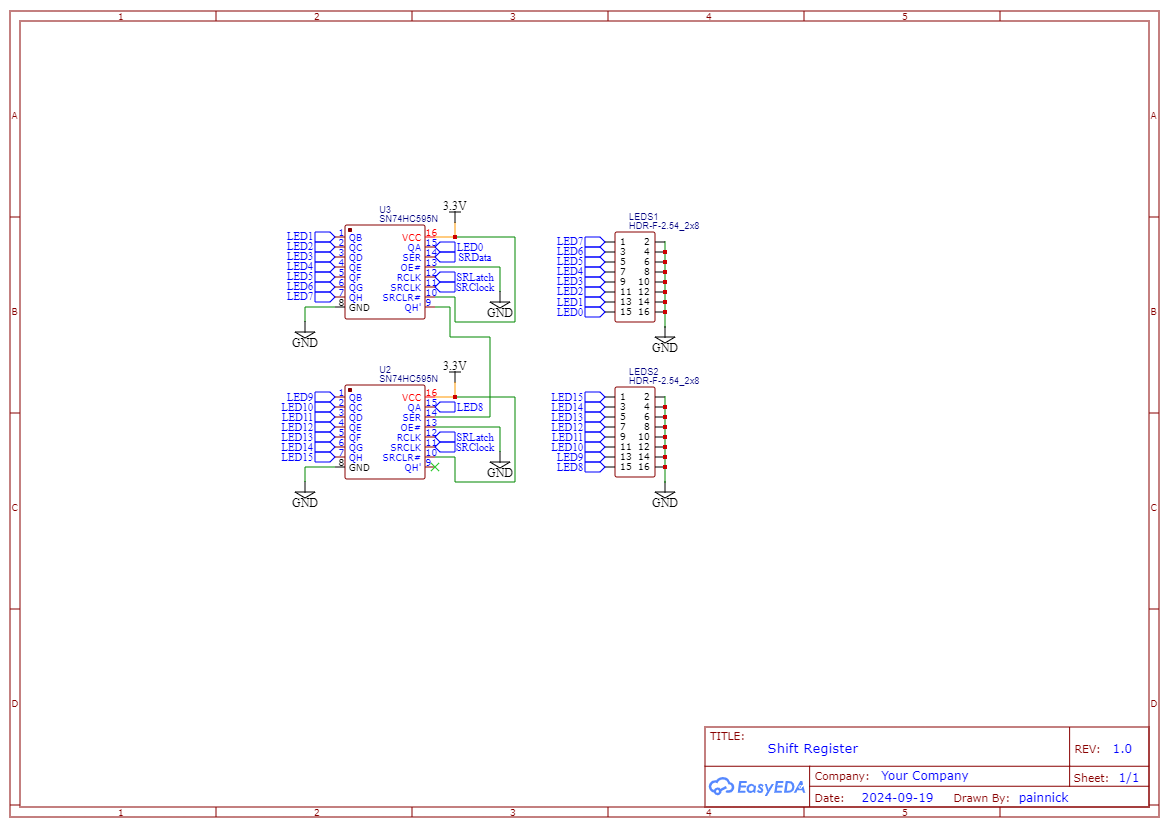 1 2 3 4 5
A A
B B
C C
D D
3.3V
U3
SN74HC595N
LED1 1 QB VCC 16
LED2 2 QC QA 15 LED0
LED3 3 QD SER 14 SRData
LED4 4 QE OE# 13
LED5 5 QF RCLK 12 SRLatch
LED6 6 QG SRCLK 11 SRClock
LED7 7 QH SRCLR# 10
8 GND QH' 9
GND
GND
LEDS1
HDR-F-2.54_2x8
LED7 1 2
LED6 3 4
LED5 5 6
LED4 7 8
LED3 9 10
LED2 11 12
LED1 13 14
LED0 15 16
GND
3.3V
U2
SN74HC595N
LED9 1 QB VCC 16
LED10 2 QC QA 15 LED8
LED11 3 QD SER 14
LED12 4 QE OE# 13
LED13 5 QF RCLK 12 SRLatch
LED14 6 QG SRCLK 11 SRClock
LED15 7 QH SRCLR# 10
8 GND QH' 9
GND
GND
LEDS2
HDR-F-2.54_2x8
LED15 1 2
LED14 3 4
LED13 5 6
LED12 7 8
LED11 9 10
LED10 11 12
LED9 13 14
LED8 15 16
GND
TITLE:
Shift Register
REV: 1.0
EasyEDA
Company: Your Company
Sheet: 1/1
Date: 2024-09-19 Drawn By: painnick
1 2 3 4 5